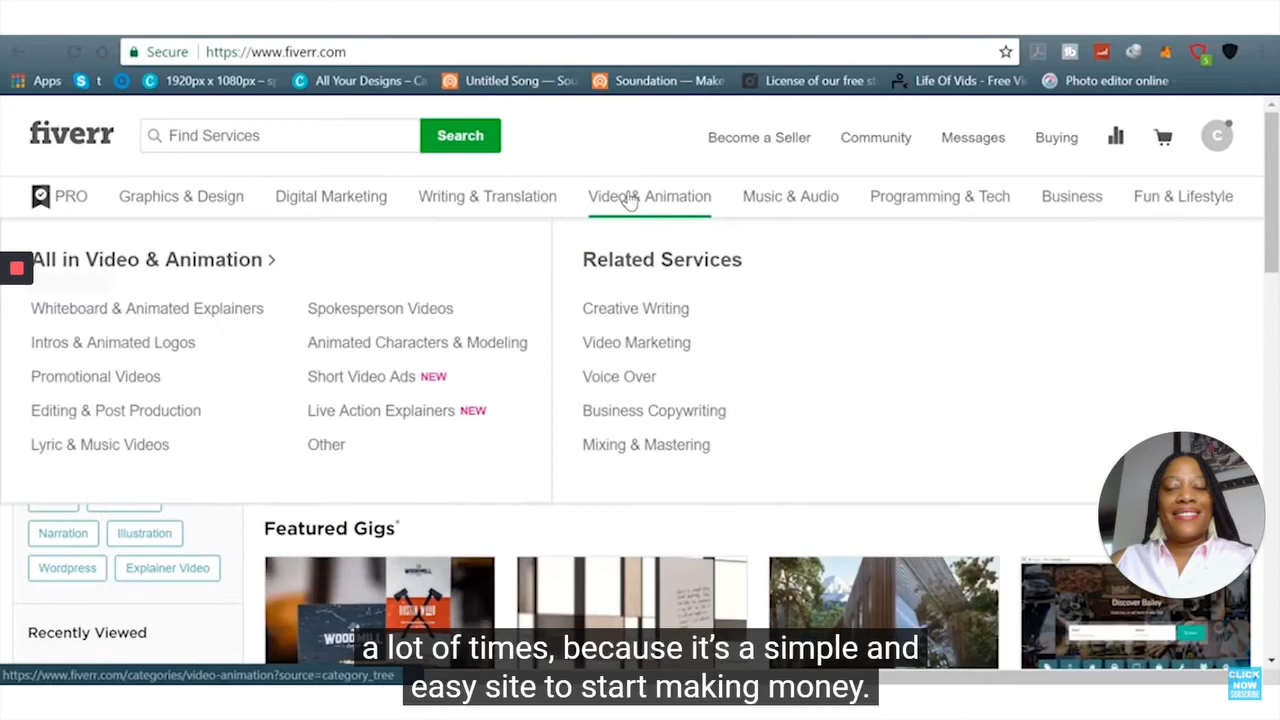 Secure https://www.fiverr.com
Apps t 1920px x 1080px – sp All Your Designs – Ca Untitled Song — Sou Soundation — Make License of our free st Life Of Vids - Free Vi Photo editor online
fiverr Find Services Search Become a Seller Community Messages Buying C
PRO Graphics & Design Digital Marketing Writing & Translation Video & Animation Music & Audio Programming & Tech Business Fun & Lifestyle
All in Video & Animation > Related Services
Whiteboard & Animated Explainers Spokesperson Videos Creative Writing
Intros & Animated Logos Animated Characters & Modeling Video Marketing
Promotional Videos Short Video Ads NEW Voice Over
Editing & Post Production Live Action Explainers NEW Business Copywriting
Lyric & Music Videos Other Mixing & Mastering
Featured Gigs
Narration Illustration
Wordpress Explainer Video
Recently Viewed
Discover Bailey
https://www.fiverr.com/categories/video-animation?source=category_tree
a lot of times, because it's a simple and
easy site to start making money.
CLICK
NOW
SUBSCRIBE